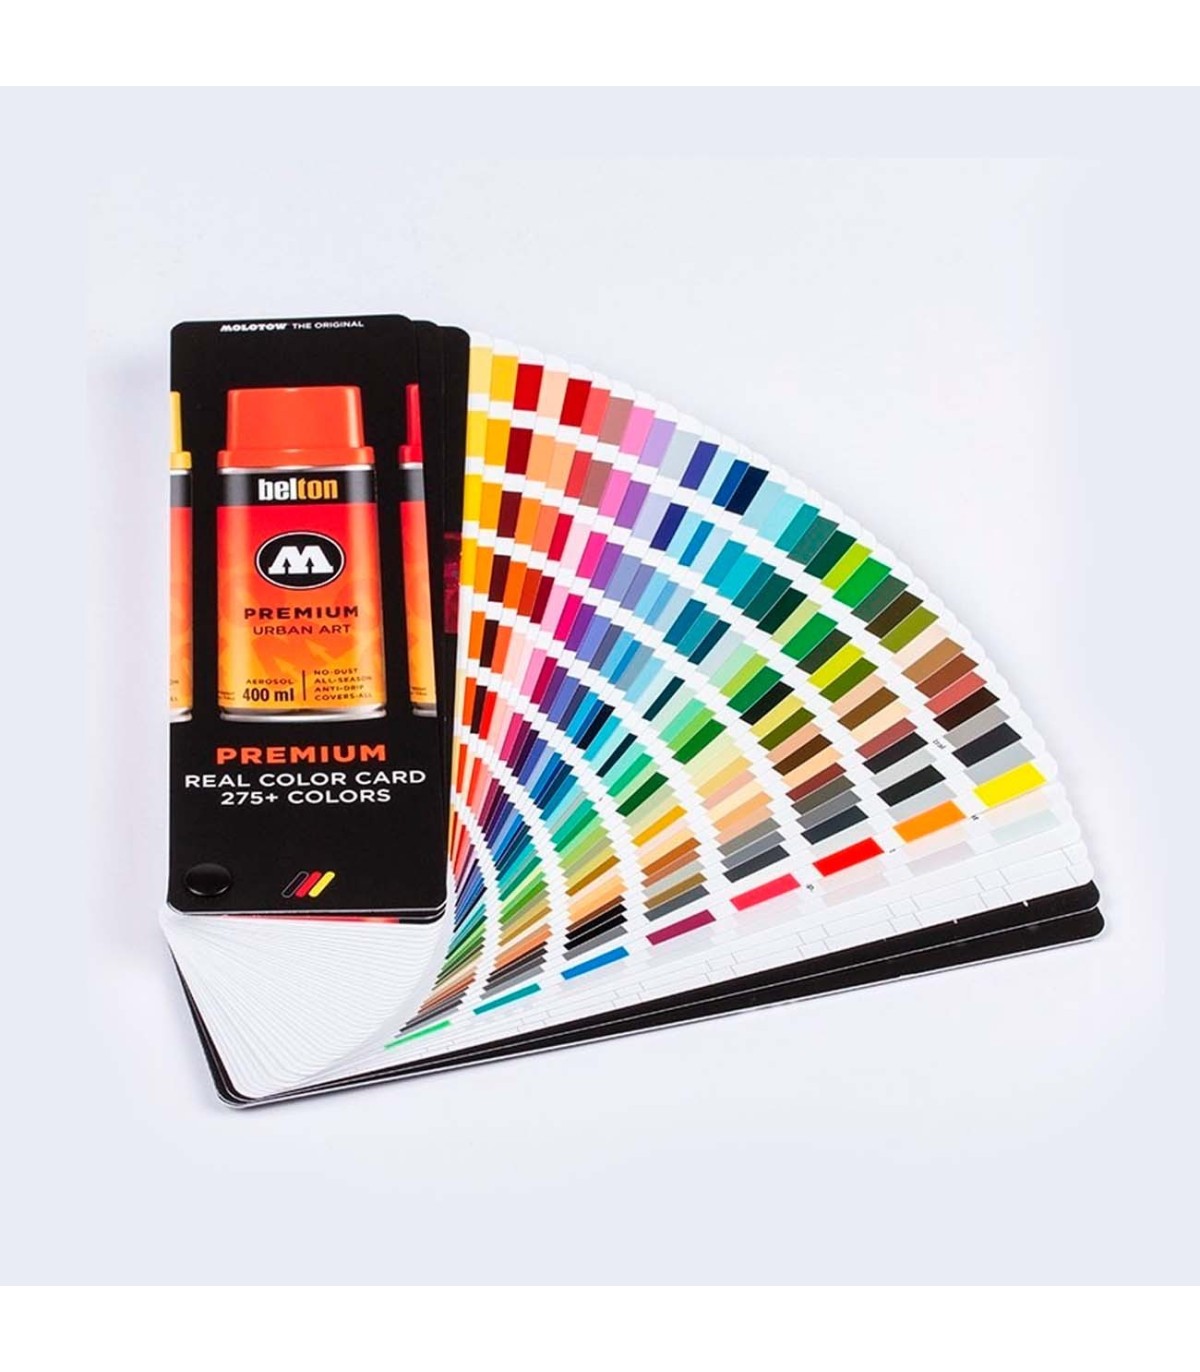 MOLOTOW THE ORIGINAL
belton
M
PREMIUM
URBAN ART
AEROSOL
400 ml
NO-DUST
ALL-SEASON
ANTI-DRIP
COVERS-ALL
PREMIUM
REAL COLOR CARD
275+ COLORS